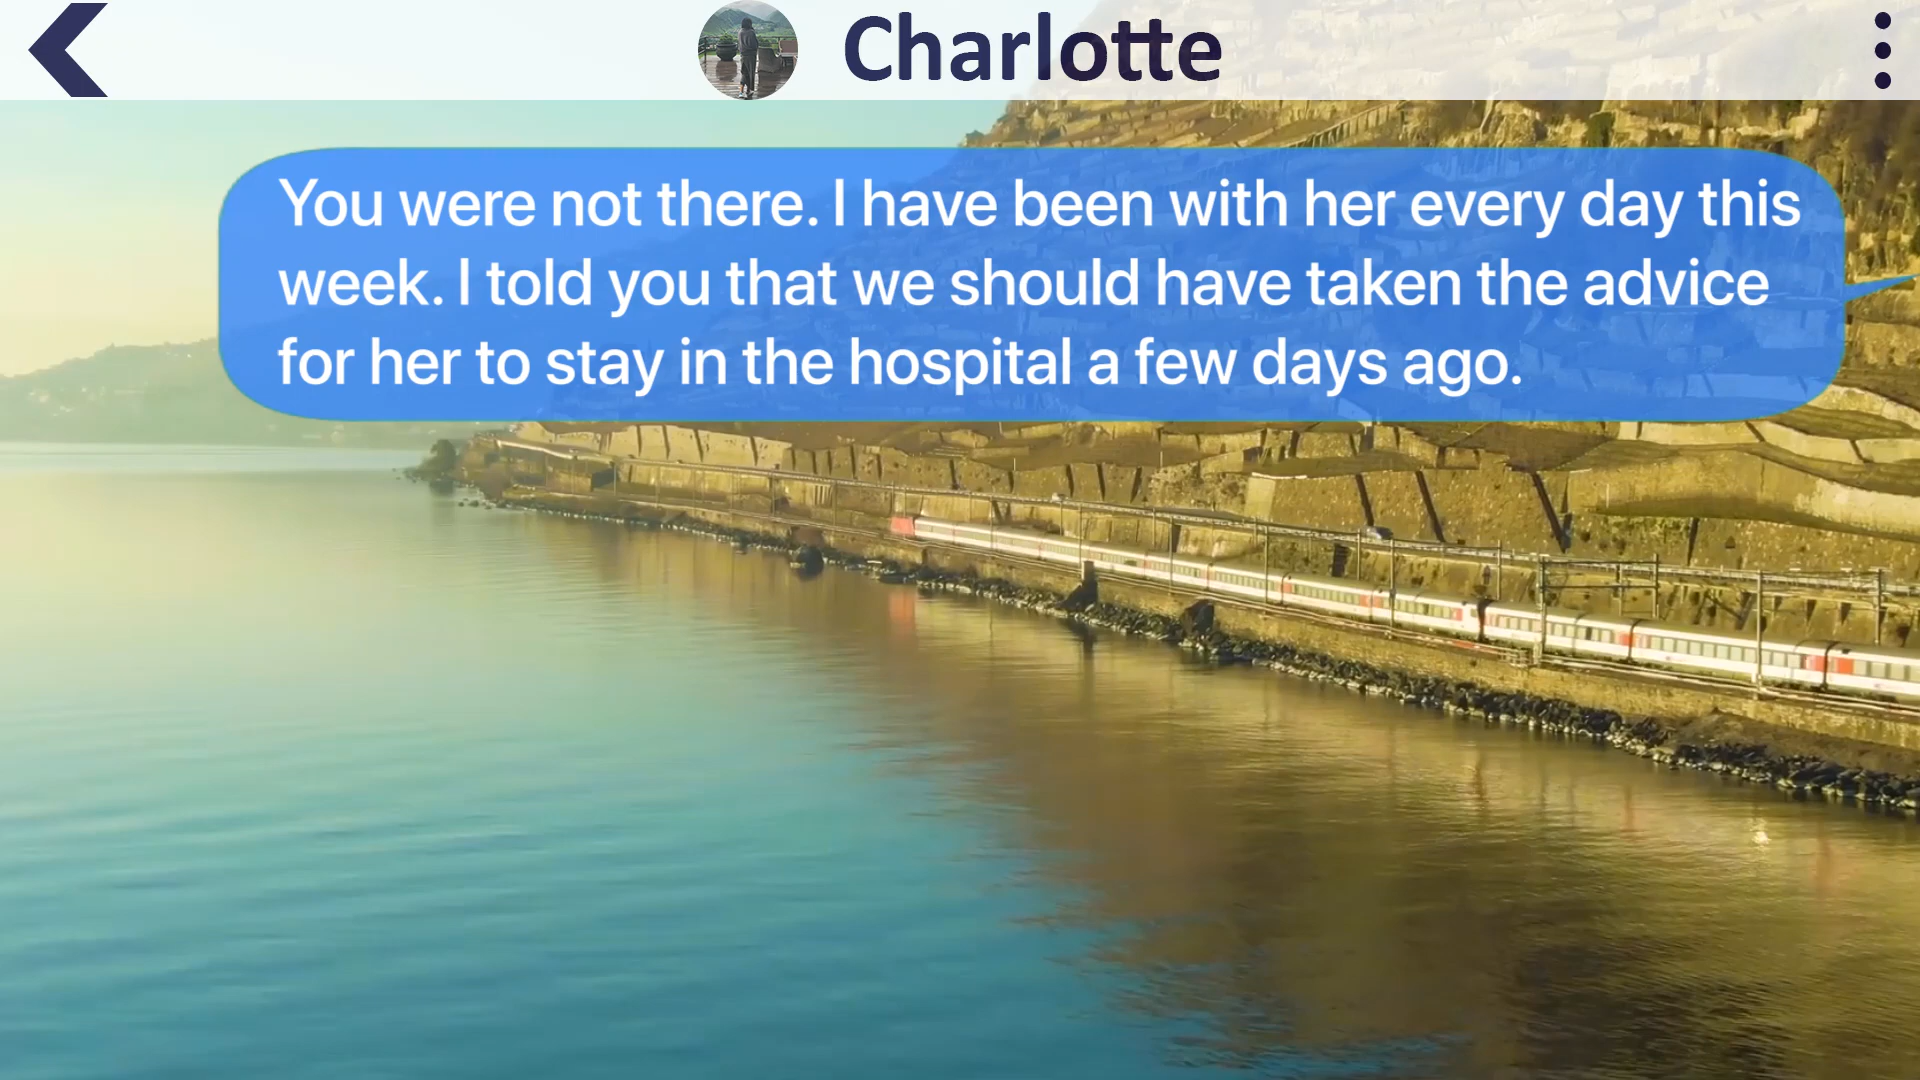 Charlotte
You were not there. I have been with her every day this
week. I told you that we should have taken the advice
for her to stay in the hospital a few days ago.